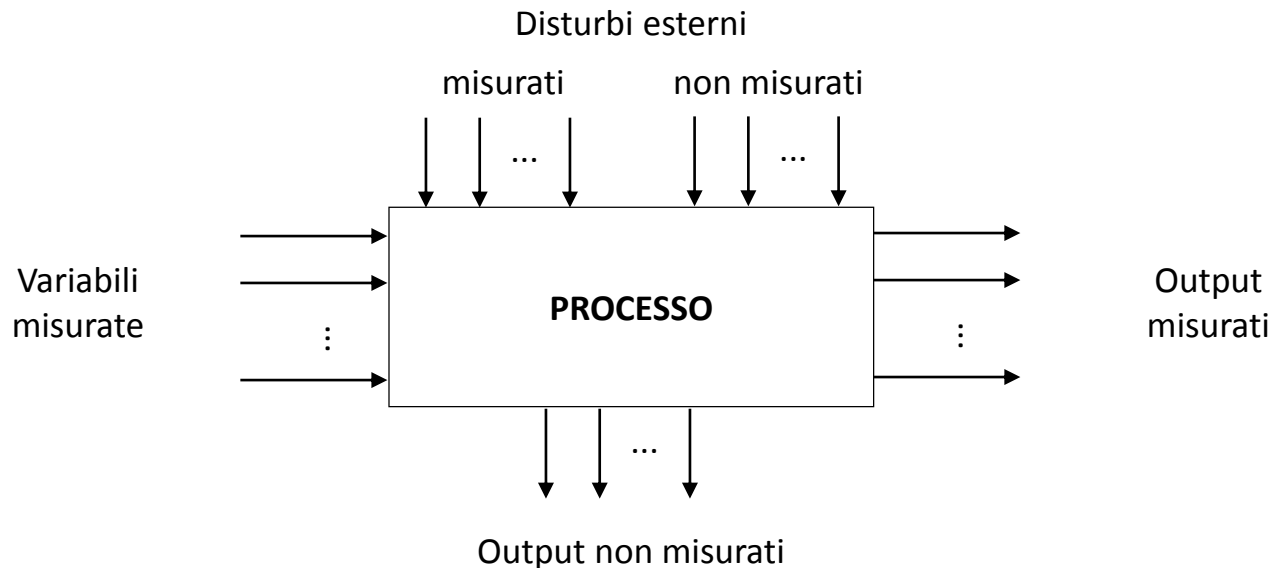 Disturbi esterni
misurati
non misurati
...
...
Variabili
misurate
...
PROCESSO
...
Output
misurati
...
Output non misurati